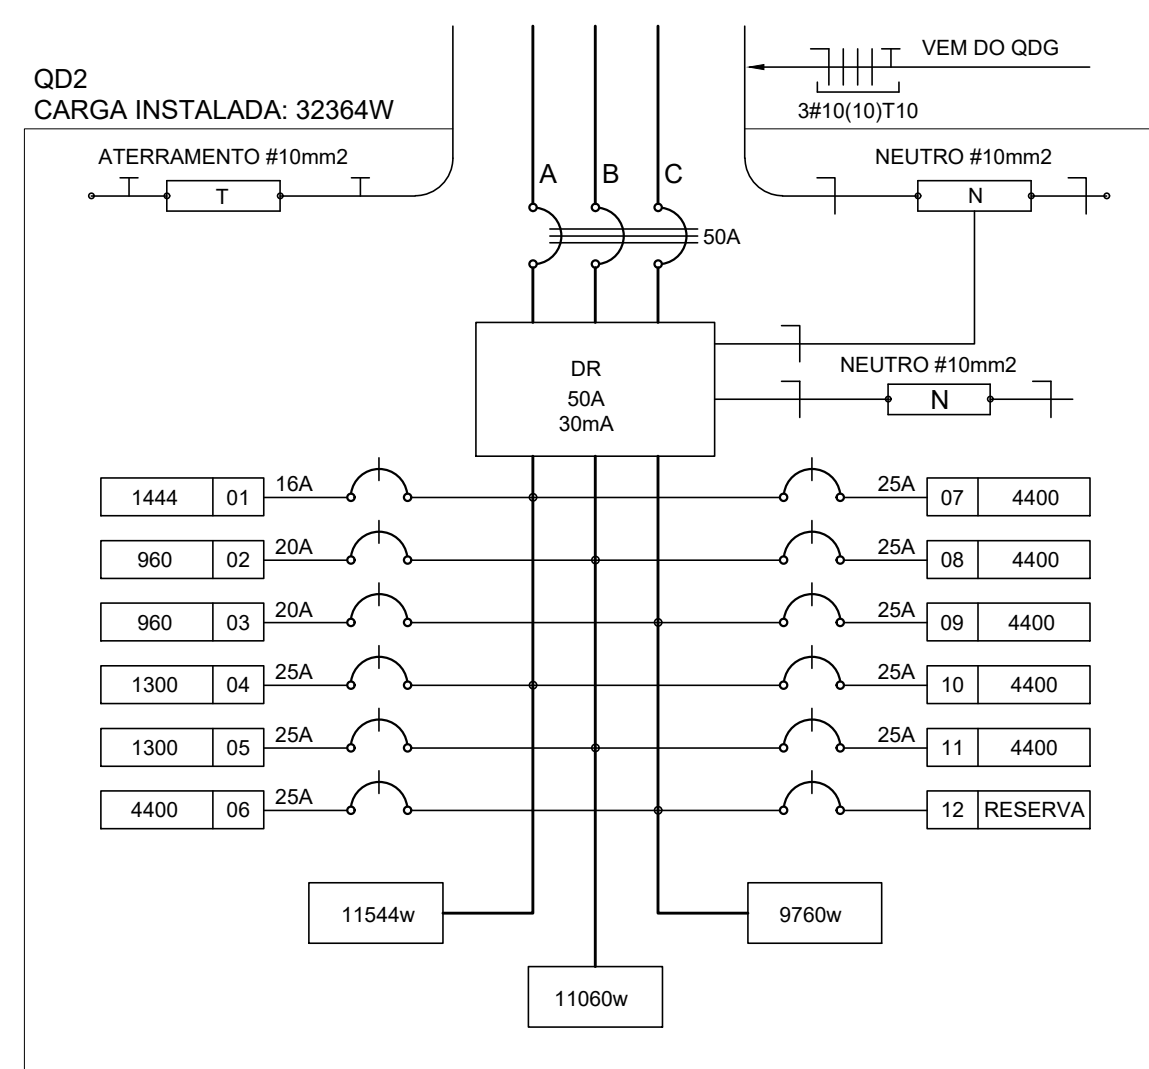 VEM DO QDG
3#10(10)T10
QD2
CARGA INSTALADA: 32364W
ATERRAMENTO #10mm2
T
NEUTRO #10mm2
N
A B C
50A
DR
50A
30mA
NEUTRO #10mm2
N
1444 01 16A 25A 07 4400
960 02 20A 25A 08 4400
960 03 20A 25A 09 4400
1300 04 25A 25A 10 4400
1300 05 25A 25A 11 4400
4400 06 25A 12 RESERVA
11544w 9760w
11060w